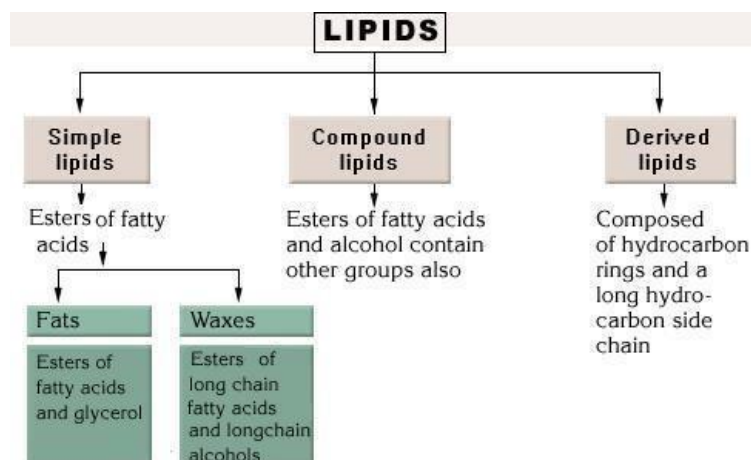 LIPIDS
Simple
lipids
Compound
lipids
Derived
lipids
Esters of fatty
acids
Esters of fatty acids
and alcohol contain
other groups also
Composed
of hydrocarbon
rings and a
long hydro-
carbon side
chain
Fats
Waxes
Esters of
fatty acids
and glycerol
Esters of
long chain
fatty acids
and longchain
alcohols